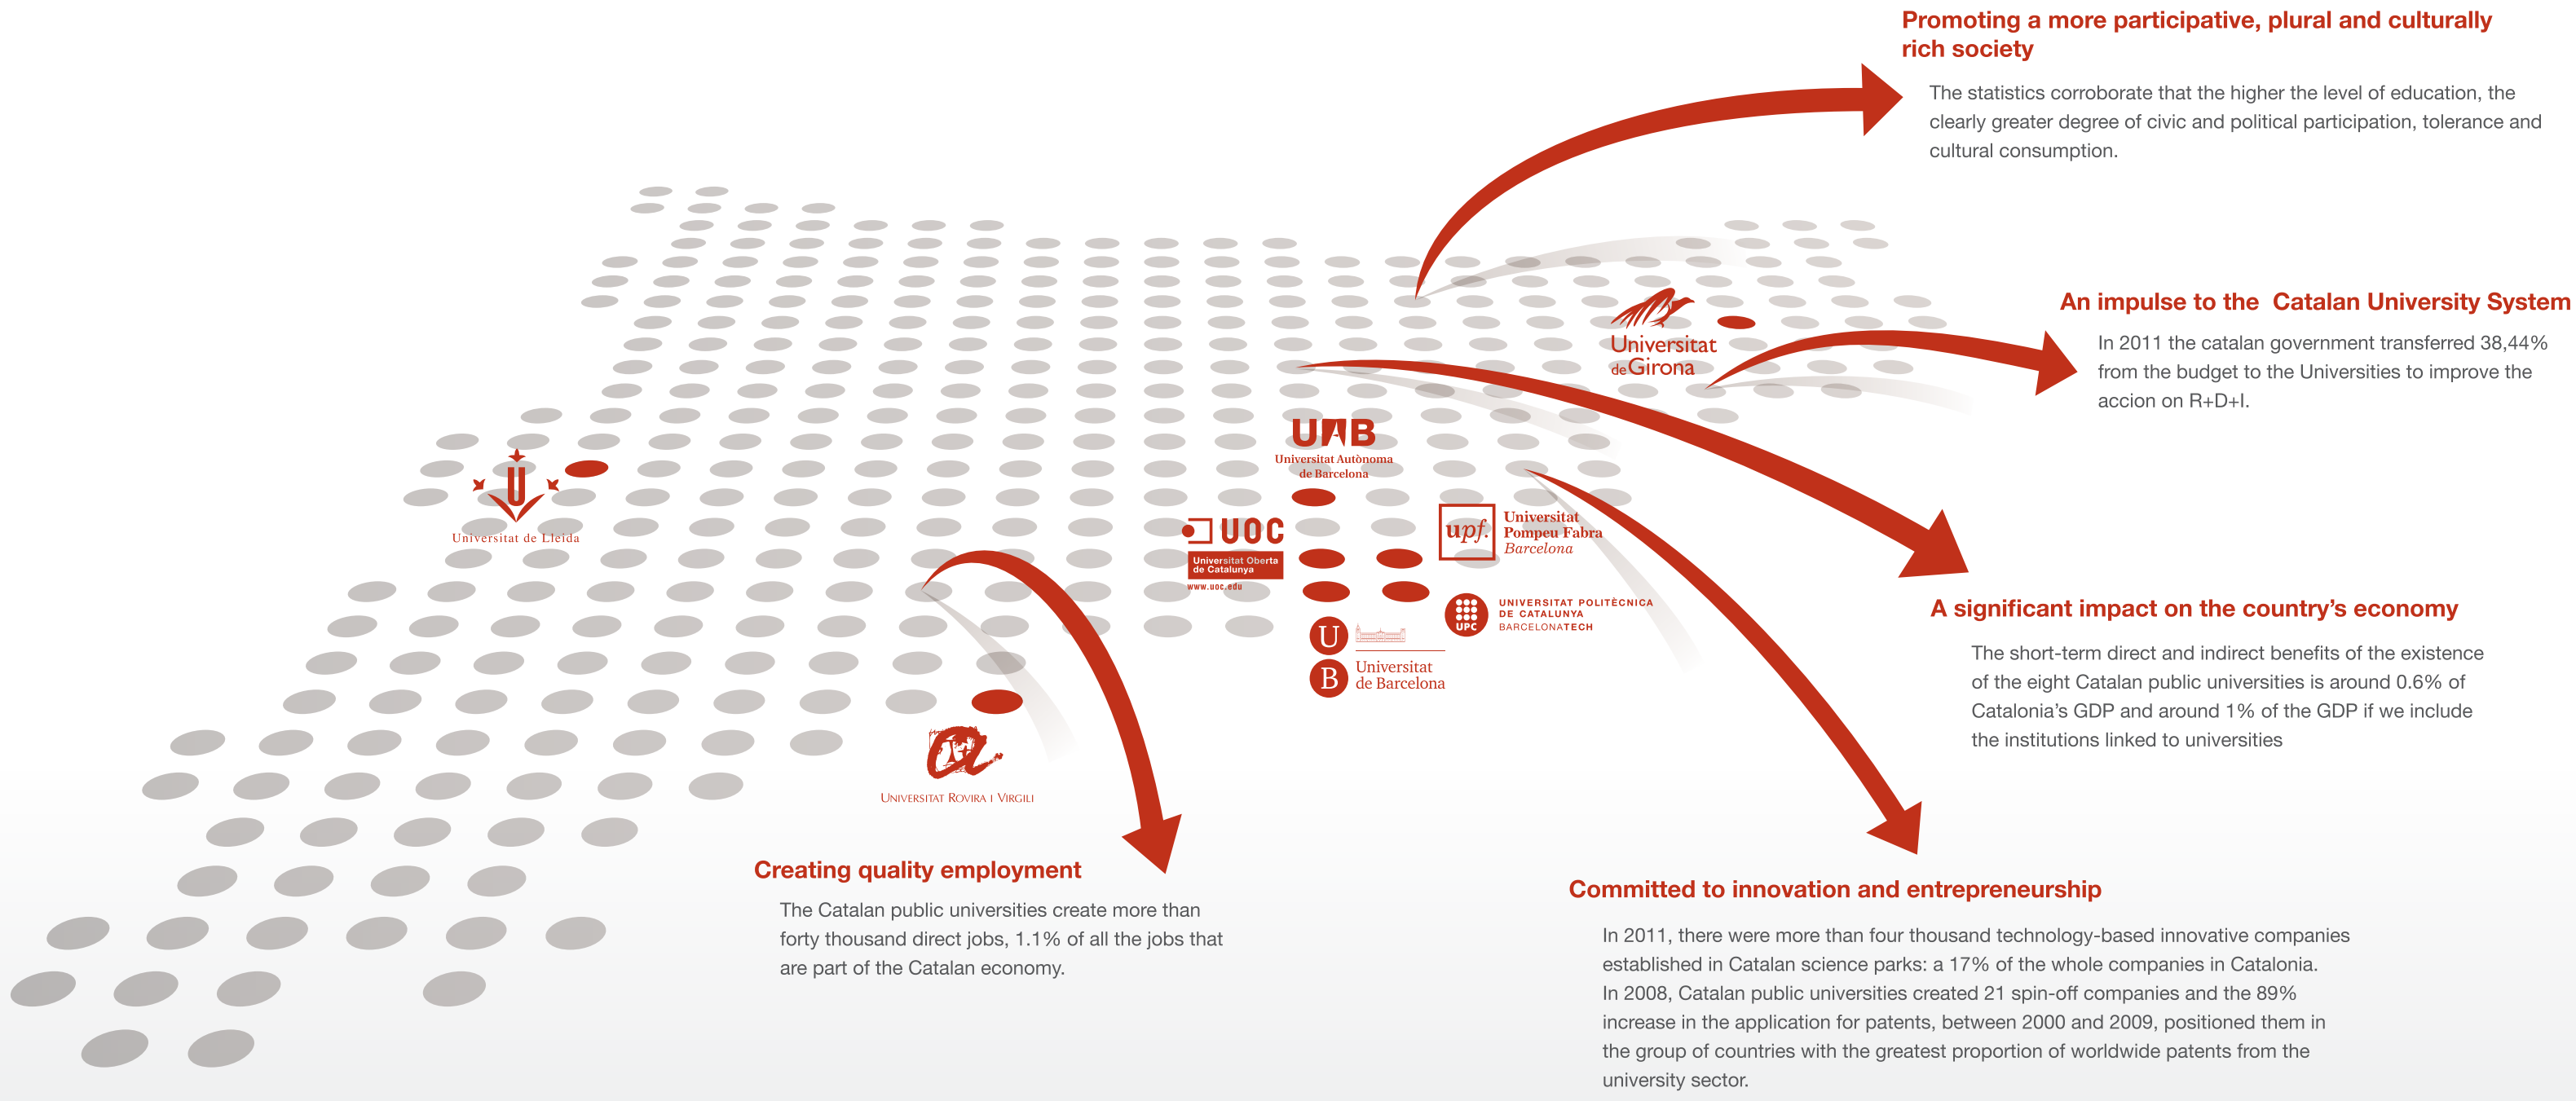 Promoting a more participative, plural and culturally
rich society
The statistics corroborate that the higher the level of education, the
clearly greater degree of civic and political participation, tolerance and
cultural consumption.
An impulse to the  Catalan University System
In 2011 the catalan government transferred 38,44%
from the budget to the Universities to improve the
accion on R+D+I.
Universitat
de Girona
UAB
Universitat Autònoma
de Barcelona
U
Universitat de Lleida
UOC
Universitat Oberta
de Catalunya
www.uoc.edu
upf.
Universitat
Pompeu Fabra
Barcelona
UPC
UNIVERSITAT POLITÈCNICA
DE CATALUNYA
BARCELONATECH
U
B
Universitat
de Barcelona
UNIVERSITAT ROVIRA I VIRGILI
A significant impact on the country's economy
The short-term direct and indirect benefits of the existence
of the eight Catalan public universities is around 0.6% of
Catalonia's GDP and around 1% of the GDP if we include
the institutions linked to universities
Creating quality employment
The Catalan public universities create more than
forty thousand direct jobs, 1.1% of all the jobs that
are part of the Catalan economy.
Committed to innovation and entrepreneurship
In 2011, there were more than four thousand technology-based innovative companies
established in Catalan science parks: a 17% of the whole companies in Catalonia.
In 2008, Catalan public universities created 21 spin-off companies and the 89%
increase in the application for patents, between 2000 and 2009, positioned them in
the group of countries with the greatest proportion of worldwide patents from the
university sector.